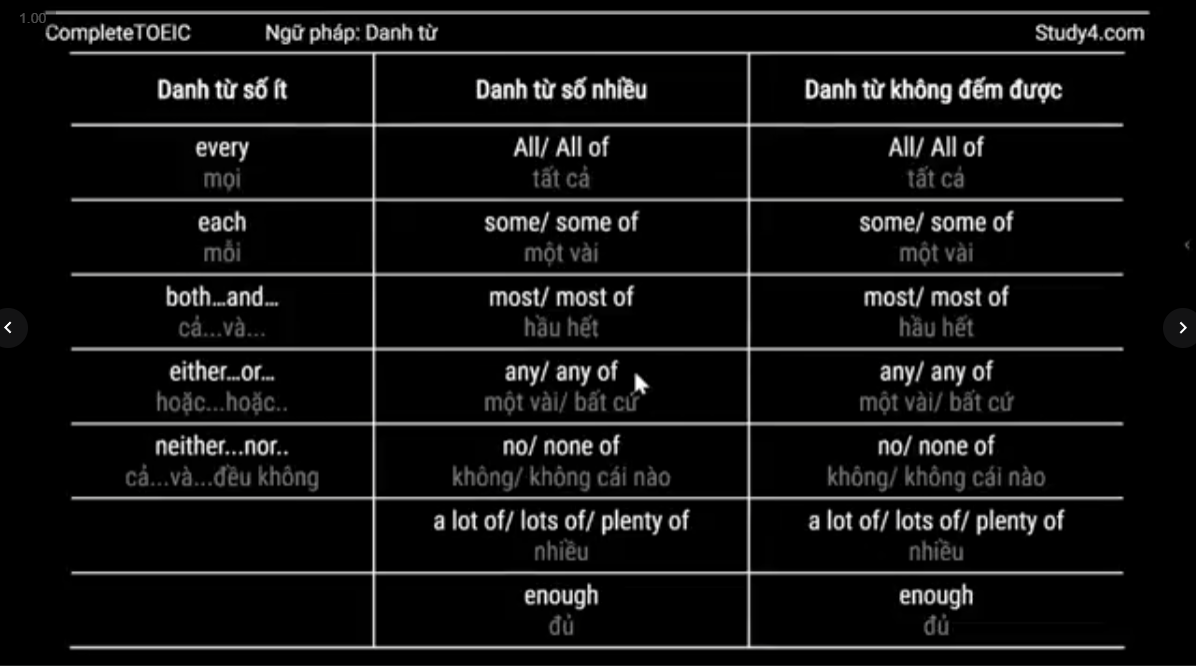 1.00
CompleteTOEIC Ngữ pháp: Danh từ Study4.com
Danh từ số ít Danh từ số nhiều Danh từ không đếm được
every All/ All of All/ All of
mọi tất cả tất cả
each some/ some of some/ some of
mỗi một vài một vài
both...and... most/ most of most/ most of
cả...và... hầu hết hầu hết
either...or... any/ any of any/ any of
hoặc...hoặc.. một vài/ bất cứ một vài/ bất cứ
neither...nor.. no/ none of no/ none of
cả...và...đều không không/ không cái nào không/ không cái nào
a lot of/ lots of/ plenty of a lot of/ lots of/ plenty of
nhiều nhiều
enough enough
đủ đủ